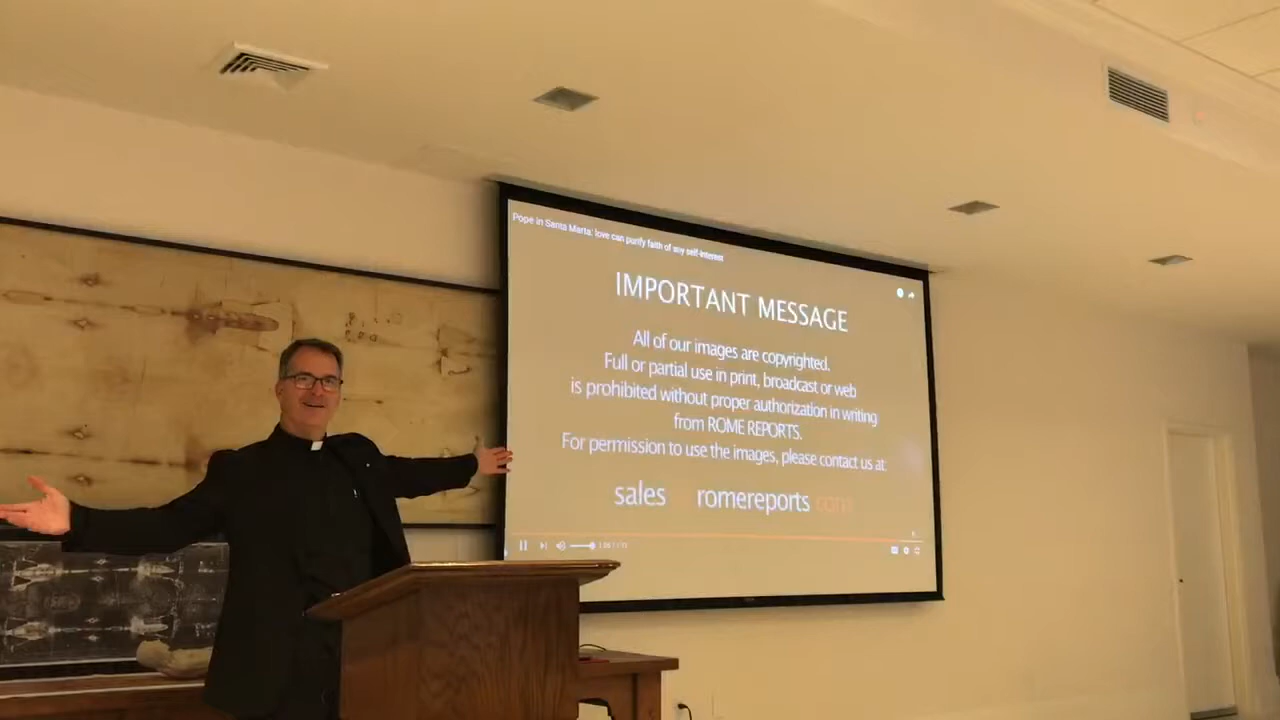 Pope in Santa Marta: love can purify faith of any self-interest
IMPORTANT MESSAGE
All of our images are copyrighted.
Full or partial use in print, broadcast or web
is prohibited without proper authorization in writing
from ROME REPORTS.
For permission to use the images, please contact us at:
sales romereports com